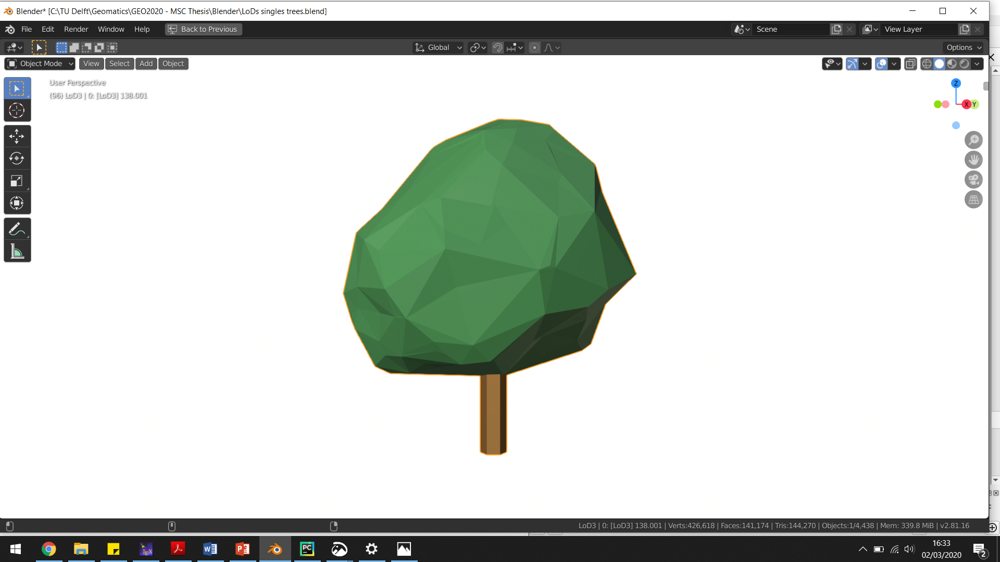 Blender* [C:\TU Delft\Geomatics\GEO2020 - MSC Thesis\Blender\LoDs singles trees.blend]
File Edit Render Window Help Back to Previous Scene View Layer
Global Options
Object Mode View Select Add Object
User Perspective
(96) LoD3 | 0: [LoD3] 138.001
Z
X Y
LoD3 | 0: [LoD3] 138.001 | Verts:426,618 | Faces:141,174 | Tris:144,270 | Objects:1/4,438 | Mem: 339.8 MiB | v2.81.16
16:33
02/03/2020
2